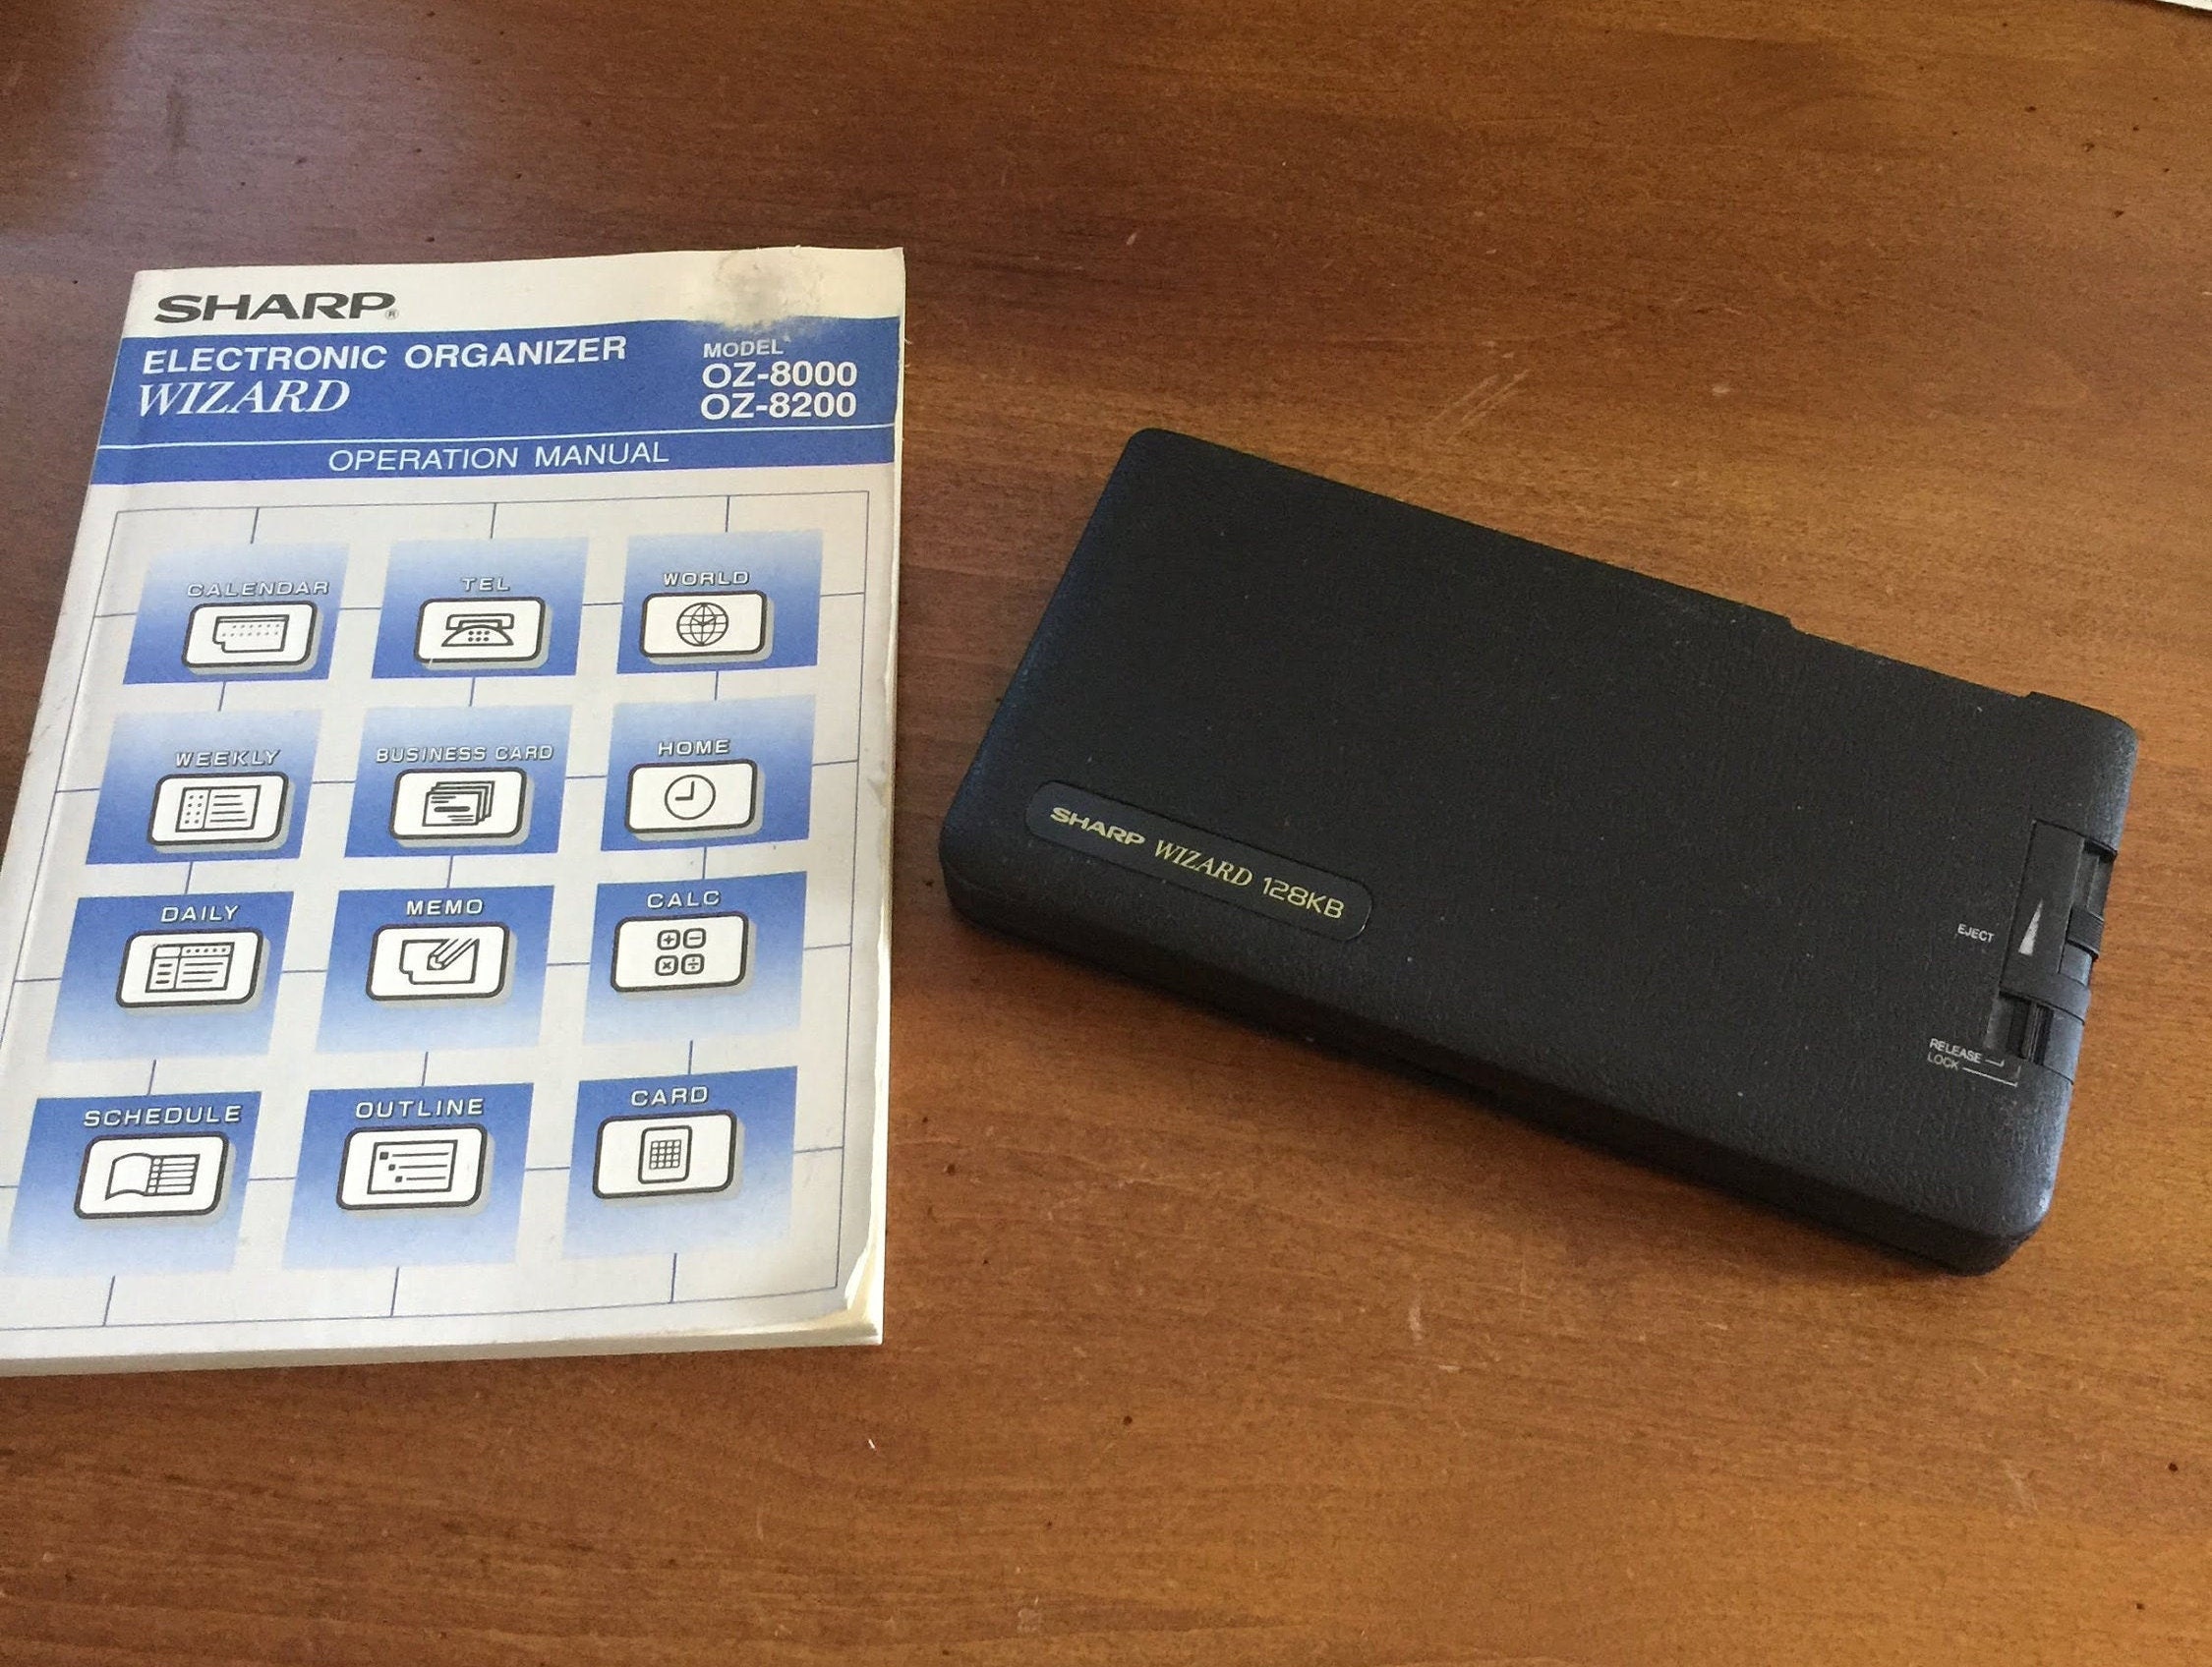 SHARP®
ELECTRONIC ORGANIZER
WIZARD
MODEL
OZ-8000
OZ-8200
OPERATION MANUAL
CALENDAR
TEL
WORLD
WEEKLY
BUSINESS CARD
HOME
DAILY
MEMO
CALC
SCHEDULE
OUTLINE
CARD
SHARP WIZARD 128KB
EJECT
RELEASE
LOCK